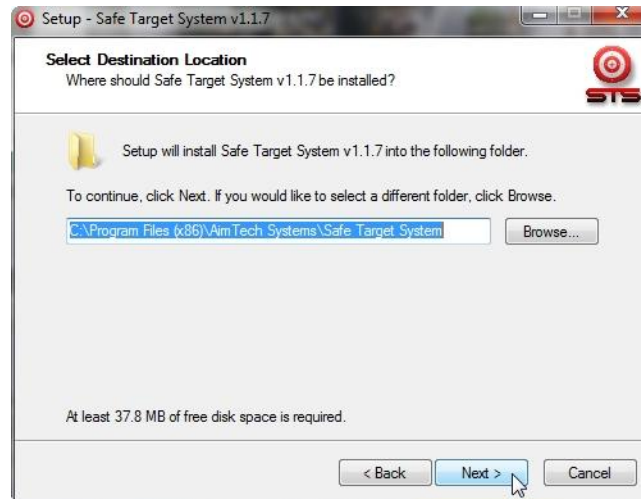 Setup - Safe Target System v1.1.7
Select Destination Location
Where should Safe Target System v1.1.7 be installed?
STS
Setup will install Safe Target System v1.1.7 into the following folder.
To continue, click Next. If you would like to select a different folder, click Browse.
C:\Program Files (x86)\AimTech Systems\Safe Target System
Browse...
At least 37.8 MB of free disk space is required.
< Back
Next >
Cancel